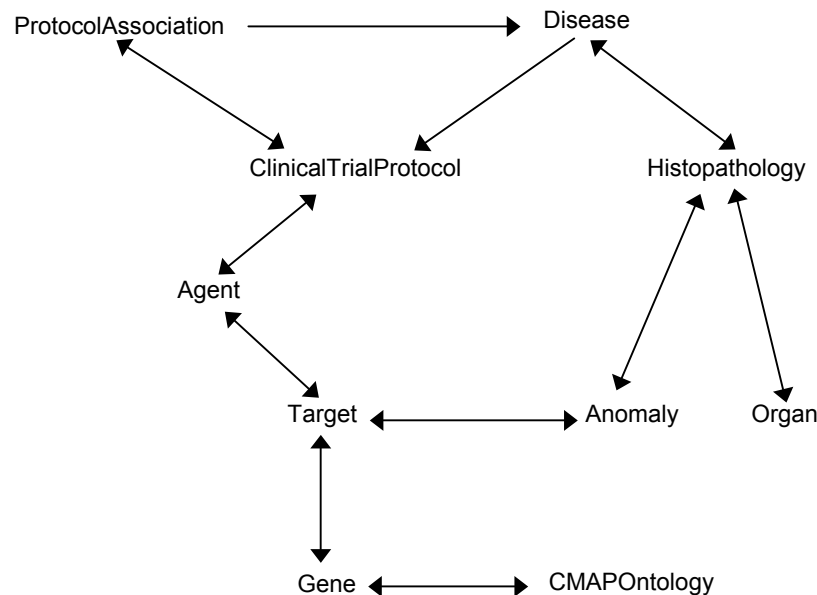 ProtocolAssociation
Disease
ClinicalTrialProtocol
Histopathology
Agent
Target
Anomaly
Organ
Gene
CMAPOntology